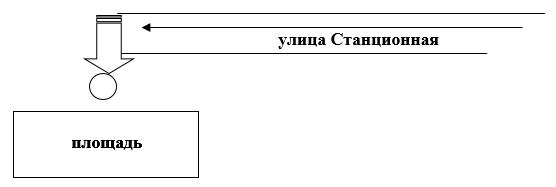 улица Станционная
площадь